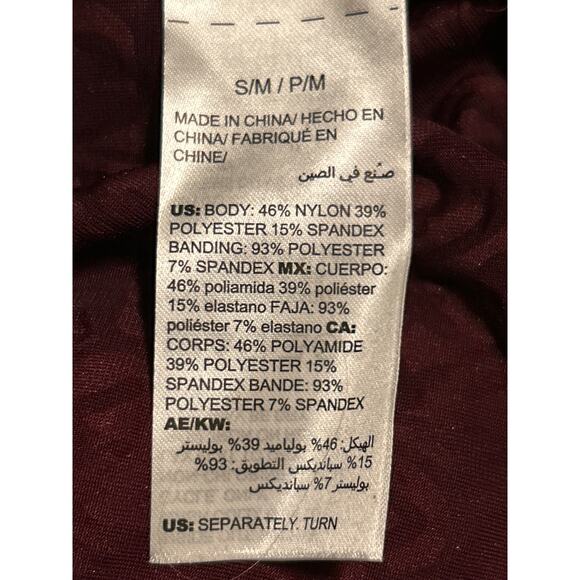 S/M / P/M
MADE IN CHINA/ HECHO EN
CHINA/ FABRIQUÉ EN
CHINE/
صُنع في الصين
US: BODY: 46% NYLON 39%
POLYESTER 15% SPANDEX
BANDING: 93% POLYESTER
7% SPANDEX MX: CUERPO:
46% poliamida 39% poliéster
15% elastano FAJA: 93%
poliéster 7% elastano CA:
CORPS: 46% POLYAMIDE
39% POLYESTER 15%
SPANDEX BANDE: 93%
POLYESTER 7% SPANDEX
AE/KW:
الهيكل: 46% بولياميد 39% بوليستر
15% سبانديكس التطويق: 93%
بوليستر 7% سبانديكس
US: SEPARATELY. TURN